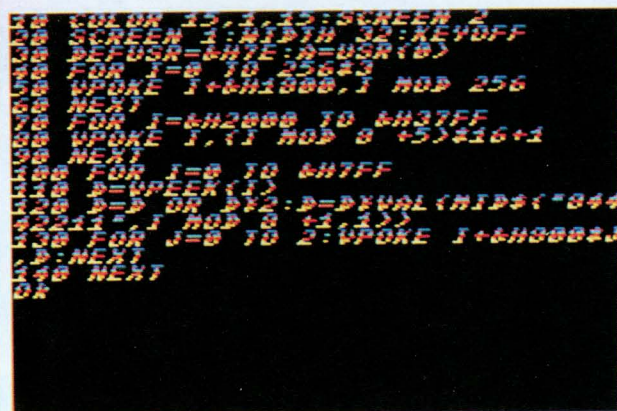 10 COLOR 15,1,15:SCREEN 2
20 SCREEN 1:WIDTH 32:KEYOFF
30 DEFUSR=&H7E:D=USR(0)
40 FOR I=0 TO 256*3
50 VPOKE I+&H1800,I MOD 256
60 NEXT
70 FOR I=&H2000 TO &H37FF
80 VPOKE I,(I MOD 8 +5)*16+1
90 NEXT
100 FOR I=0 TO &H7FF
110 D=VPEEK(I)
120 D=D OR D¥2:D=D¥VAL(MID$("844
42211",I MOD 8 +1,1))
130 FOR J=0 TO 2:VPOKE I+&H800*J
,D:NEXT
140 NEXT
Ok